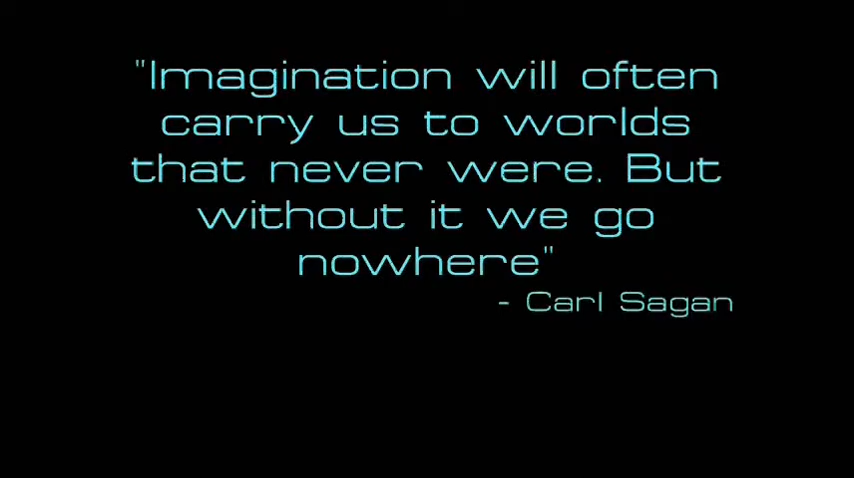 "Imagination will often
carry us to worlds
that never were. But
without it we go
nowhere"
- Carl Sagan